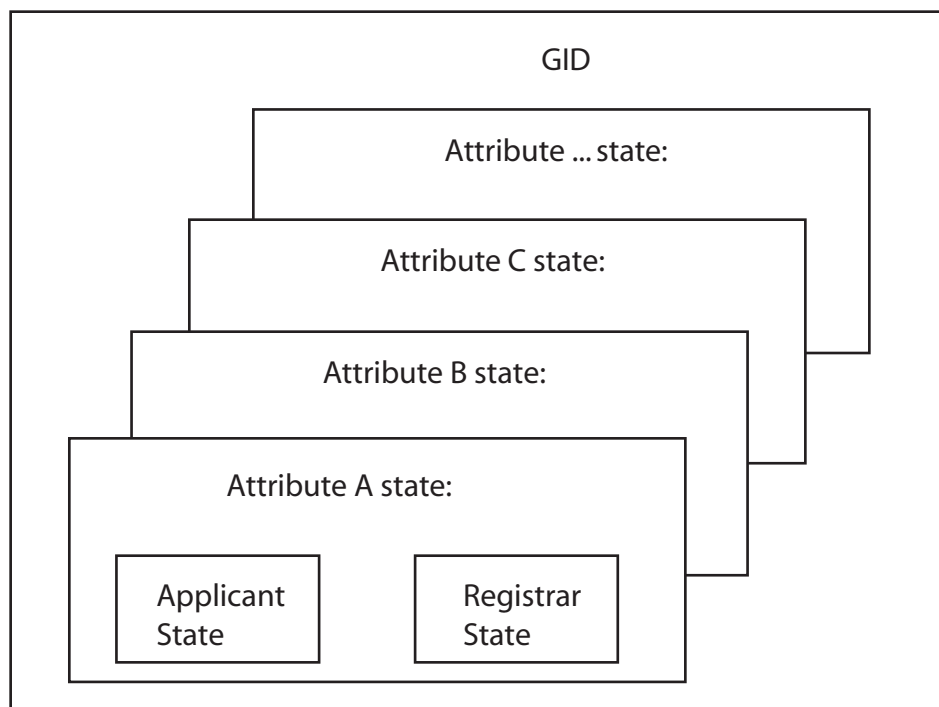 GID
Attribute ... state:
Attribute C state:
Attribute B state:
Attribute A state:
Applicant
State
Registrar
State